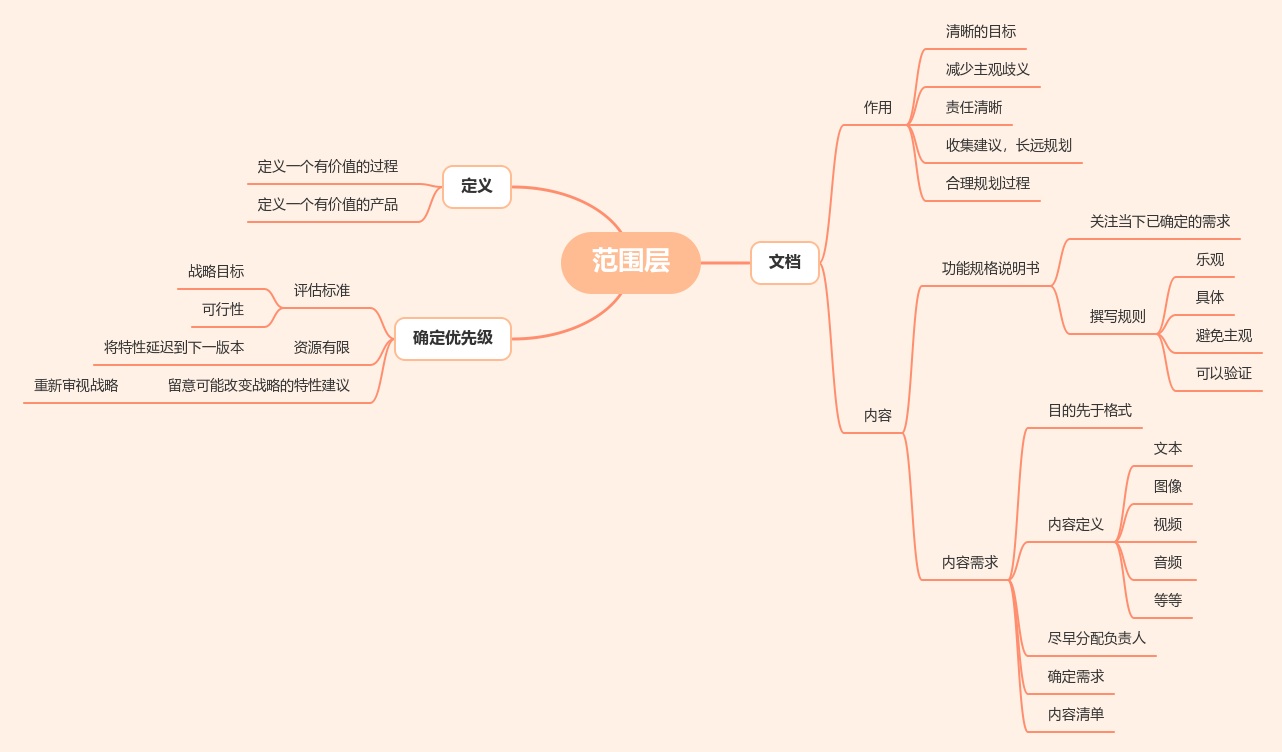 范围层
定义
定义一个有价值的过程
定义一个有价值的产品
确定优先级
评估标准
战略目标
可行性
资源有限
将特性延迟到下一版本
留意可能改变战略的特性建议
重新审视战略
文档
作用
清晰的目标
减少主观歧义
责任清晰
收集建议，长远规划
合理规划过程
内容
功能规格说明书
关注当下已确定的需求
撰写规则
乐观
具体
避免主观
可以验证
内容需求
目的先于格式
内容定义
文本
图像
视频
音频
等等
尽早分配负责人
确定需求
内容清单